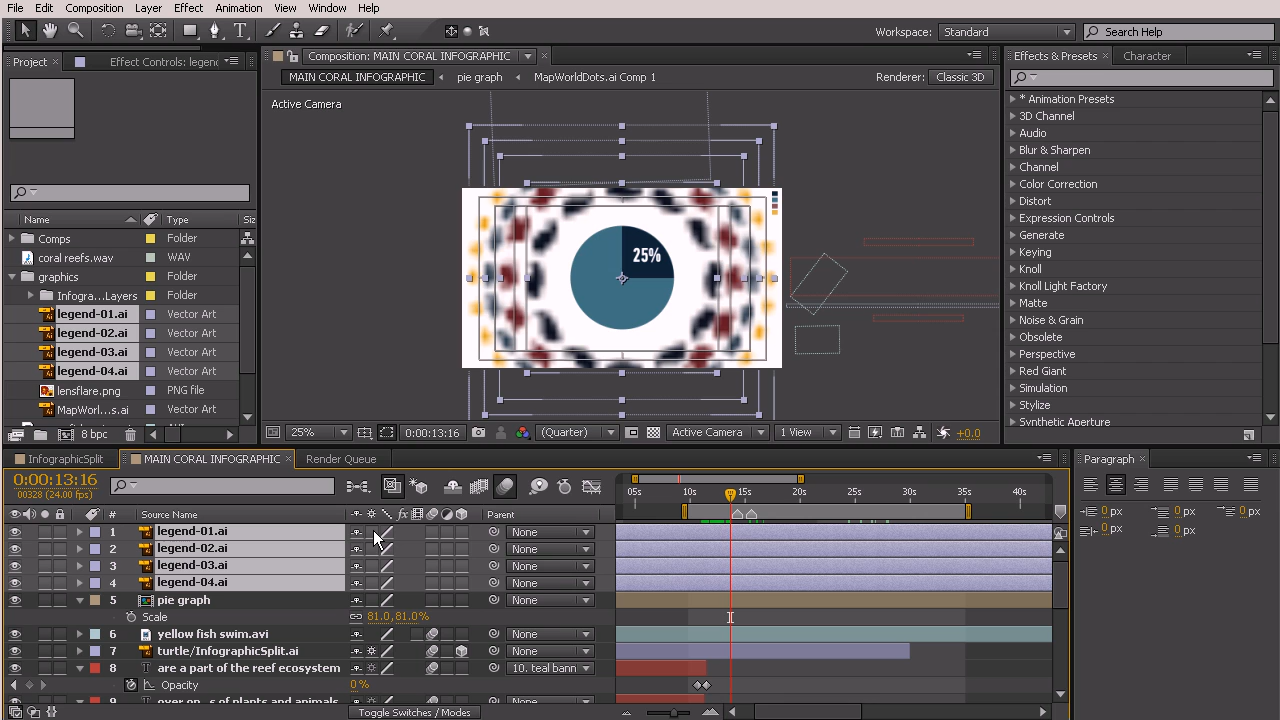 File Edit Composition Layer Effect Animation View Window Help
Workspace: Standard Search Help
Project Effect Controls: legend
Composition: MAIN CORAL INFOGRAPHIC
Effects & Presets Character
MAIN CORAL INFOGRAPHIC pie graph MapWorldDots.ai Comp 1 Renderer: Classic 3D
Active Camera
25%
Name Type Siz
Comps Folder
coral reefs.wav WAV
graphics Folder
Infogra...Layers Folder
legend-01.ai Vector Art
legend-02.ai Vector Art
legend-03.ai Vector Art
legend-04.ai Vector Art
lensflare.png PNG file
MapWorl...s.ai Vector Art
8 bpc
* Animation Presets
3D Channel
Audio
Blur & Sharpen
Channel
Color Correction
Distort
Expression Controls
Generate
Keying
Knoll
Knoll Light Factory
Matte
Noise & Grain
Obsolete
Perspective
Red Giant
Simulation
Stylize
Synthetic Aperture
25% 0:00:13:16 (Quarter) Active Camera 1 View +0.0
InfographicSplit MAIN CORAL INFOGRAPHIC Render Queue
Paragraph
0:00:13:16
00328 (24.00 fps)
05s 10s 15s 20s 25s 30s 35s 40s
# Source Name Parent
1 legend-01.ai None
2 legend-02.ai None
3 legend-03.ai None
4 legend-04.ai None
5 pie graph None
Scale 81.0,81.0%
6 yellow fish swim.avi None
7 turtle/InfographicSplit.ai None
8 T are a part of the reef ecosystem 10. teal bann
Opacity 0 %
9 T over op...s of plants and animals None
Toggle Switches / Modes
0 px 0 px 0 px
0 px 0 px